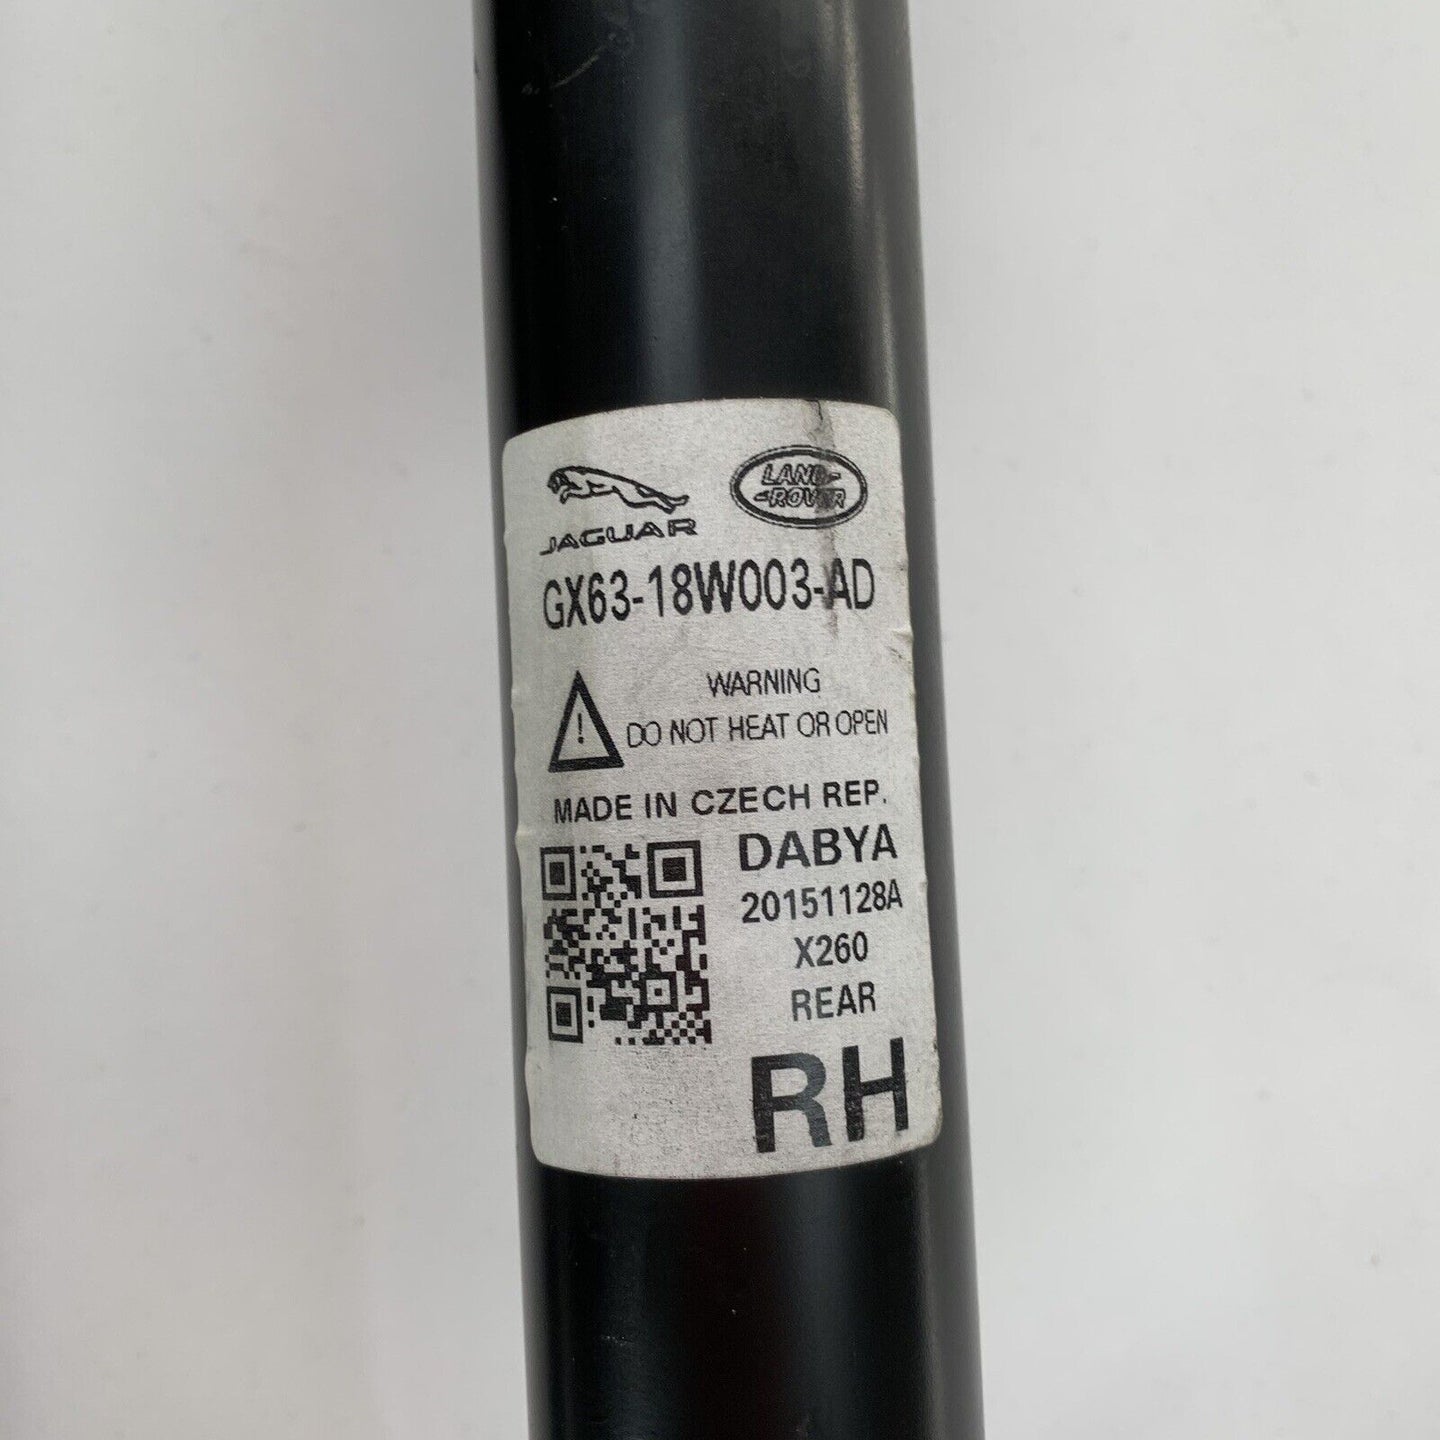 JAGUAR
LAND-
-ROVER
GX63-18W003-AD
WARNING
DO NOT HEAT OR OPEN
MADE IN CZECH REP.
DABYA
20151128A
X260
REAR
RH